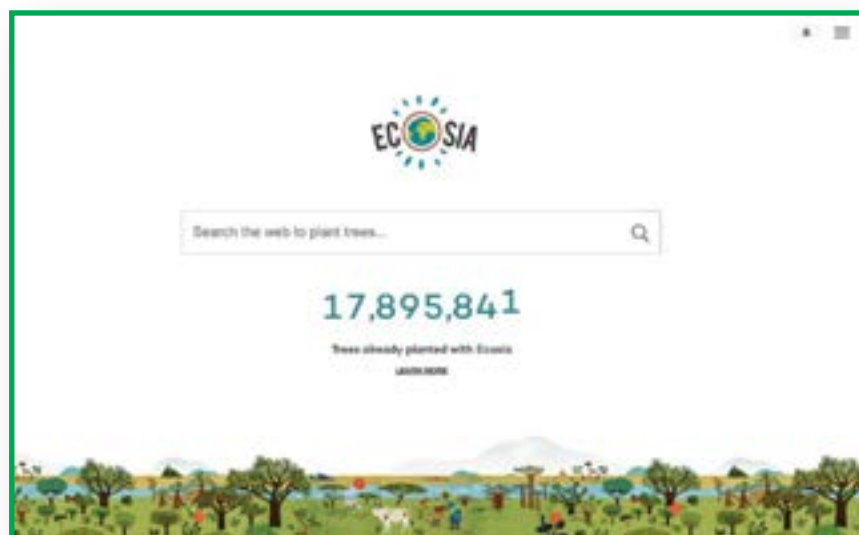 ECOSIA
Search the web to plant trees...
17,895,841
Trees already planted with Ecosia
LEARN MORE